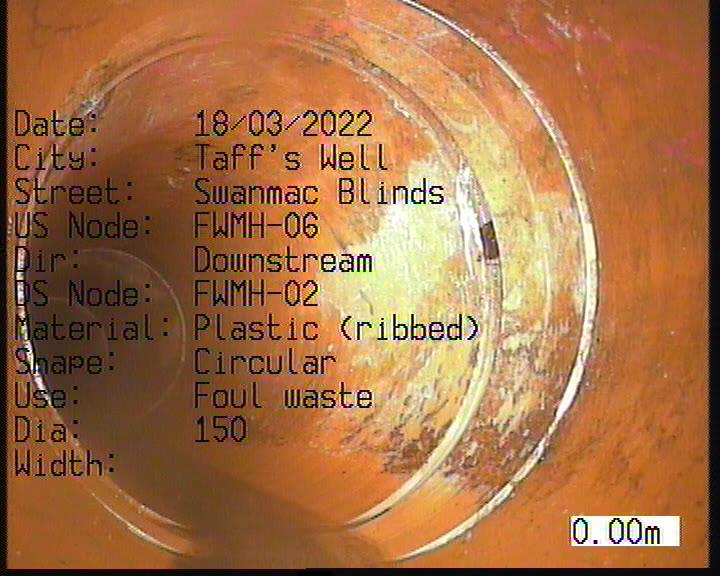 Date: 18/03/2022
City: Taff's Well
Street: Swanmac Blinds
US Node: FWMH-06
Dir: Downstream
DS Node: FWMH-02
Material: Plastic (ribbed)
Shape: Circular
Use: Foul waste
Dia: 150
Width:
0.00m